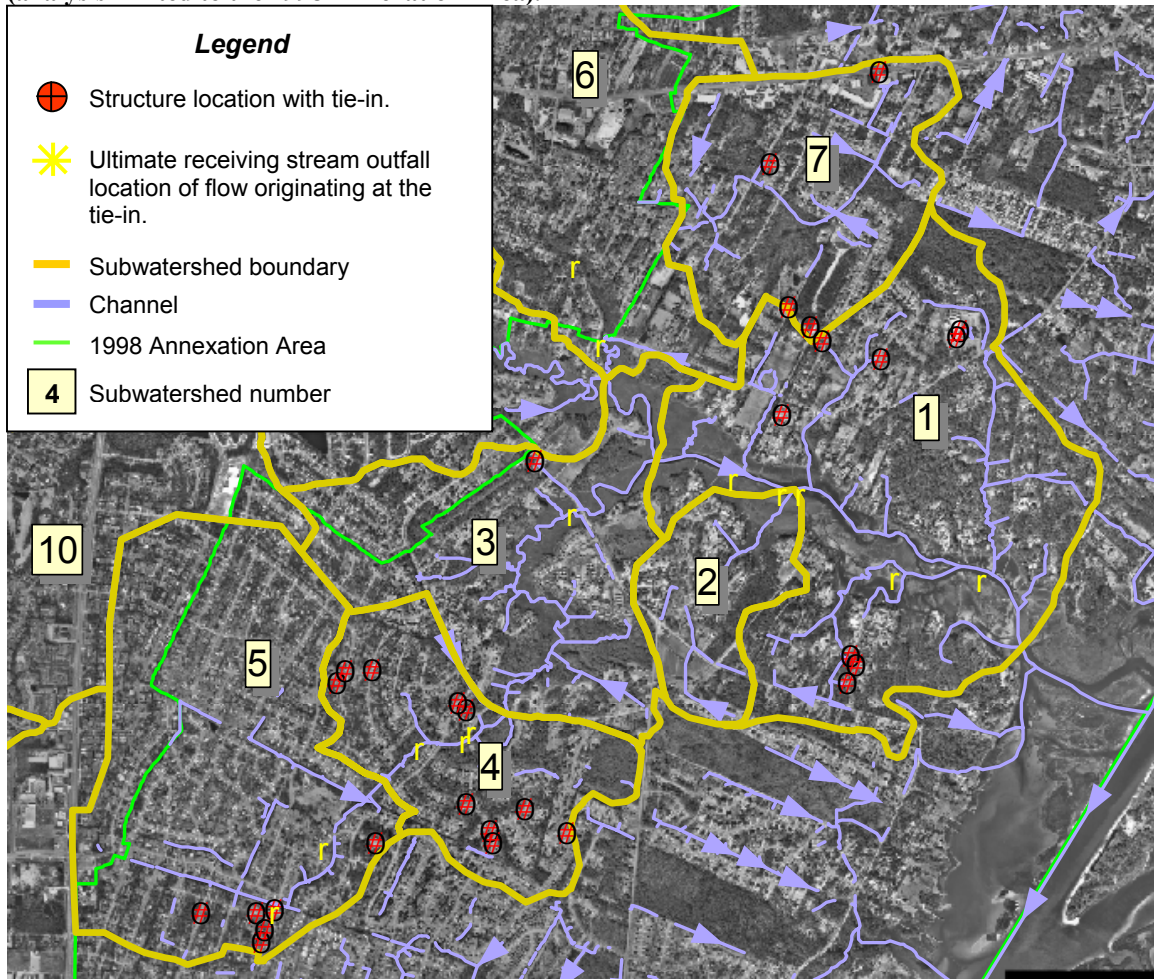 Legend
Structure location with tie-in.
Ultimate receiving stream outfall
location of flow originating at the
tie-in.
Subwatershed boundary
Channel
1998 Annexation Area
4
Subwatershed number
6
7
r
r
1
r
r r
10
3
r
2
r
r
5
r
r
r
4
r
r